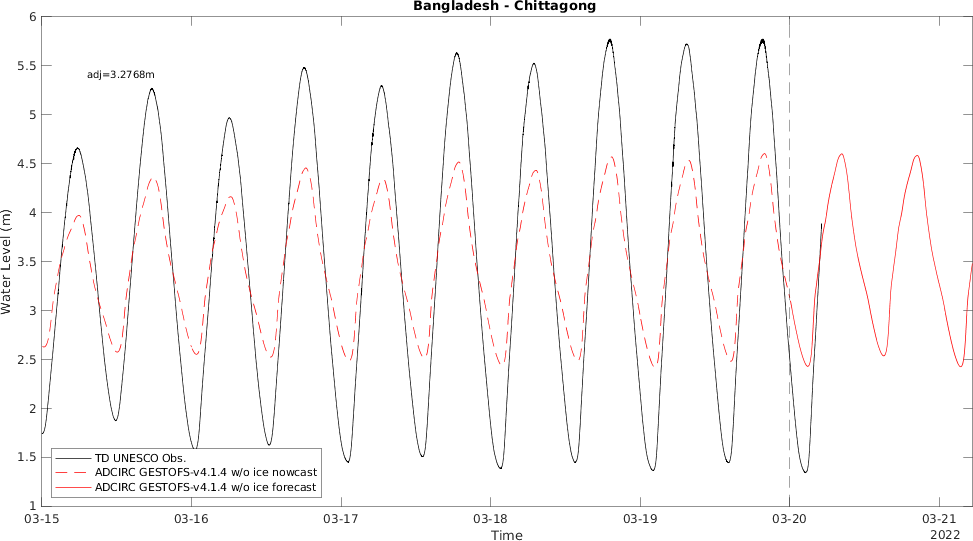 Bangladesh - Chittagong
6
5.5
adj=3.2768m
5
4.5
4
3.5
3
2.5
2
1.5
1
Water Level (m)
TD UNESCO Obs.
ADCIRC GESTOFS-v4.1.4 w/o ice nowcast
ADCIRC GESTOFS-v4.1.4 w/o ice forecast
03-15 03-16 03-17 03-18 03-19 03-20 03-21
Time 2022